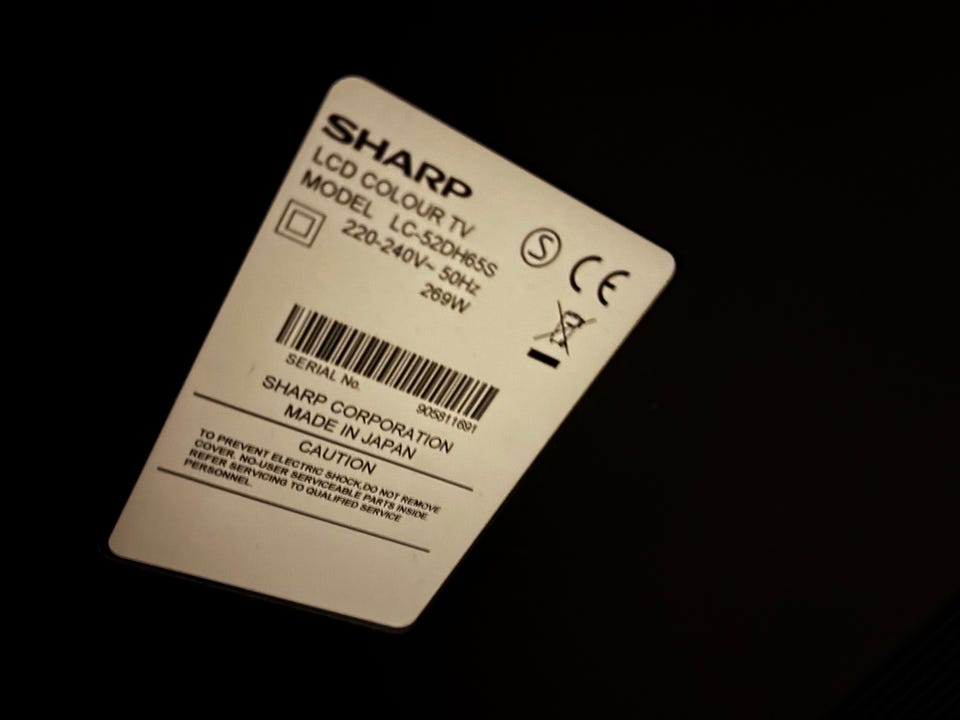 SHARP
LCD COLOUR TV
MODEL LC-52DH65S
220-240V~ 50Hz
269W
S
CE
SERIAL No.
905811691
SHARP CORPORATION
MADE IN JAPAN
CAUTION
TO PREVENT ELECTRIC SHOCK,DO NOT REMOVE
COVER. NO-USER SERVICEABLE PARTS INSIDE
REFER SERVICING TO QUALIFIED SERVICE
PERSONNEL.